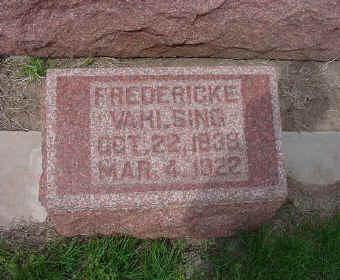 FREDERICKE
VAHLSING
OCT. 22, 1839
MAR. 4, 1922